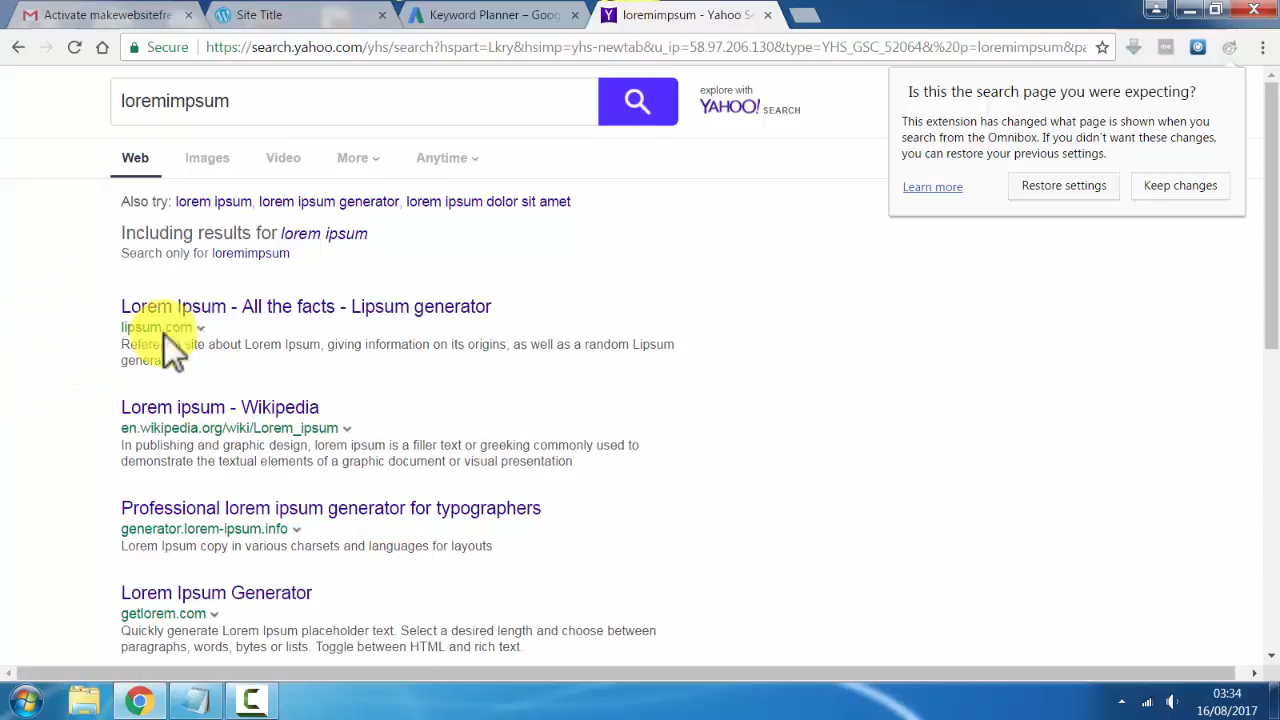 Activate makewebsitefre
Site Title
Keyword Planner – Goog
loremimpsum - Yahoo Se
Secure
https://search.yahoo.com/yhs/search?hspart=Lkry&hsimp=yhs-newtab&u_ip=58.97.206.130&type=YHS_GSC_52064&%20p=loremimpsum&pa
loremimpsum
explore with
YAHOO! SEARCH
Is this the search page you were expecting?
This extension has changed what page is shown when you
search from the Omnibox. If you didn't want these changes,
you can restore your previous settings.
Learn more
Restore settings
Keep changes
Web
Images
Video
More
Anytime
Also try: lorem ipsum, lorem ipsum generator, lorem ipsum dolor sit amet
Including results for lorem ipsum
Search only for loremimpsum
Lorem Ipsum - All the facts - Lipsum generator
lipsum.com
site about Lorem Ipsum, giving information on its origins, as well as a random Lipsum
Lorem ipsum - Wikipedia
en.wikipedia.org/wiki/Lorem_ipsum
In publishing and graphic design, lorem ipsum is a filler text or greeking commonly used to
demonstrate the textual elements of a graphic document or visual presentation.
Professional lorem ipsum generator for typographers
generator.lorem-ipsum.info
Lorem Ipsum copy in various charsets and languages for layouts
Lorem Ipsum Generator
getlorem.com
Quickly generate Lorem Ipsum placeholder text. Select a desired length and choose between
paragraphs, words, bytes or lists. Toggle between HTML and rich text.
03:34
16/08/2017